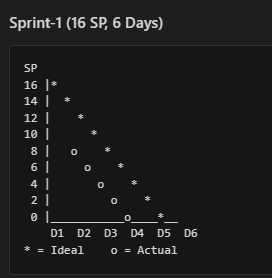 Sprint-1 (16 SP, 6 Days)
SP
16 |*
14 |  *
12 |    *
10 |      *
 8 |   o    *
 6 |     o    *
 4 |       o    *
 2 |         o    *
 0 |___________o____*__
    D1  D2  D3  D4  D5  D6
* = Ideal    o = Actual